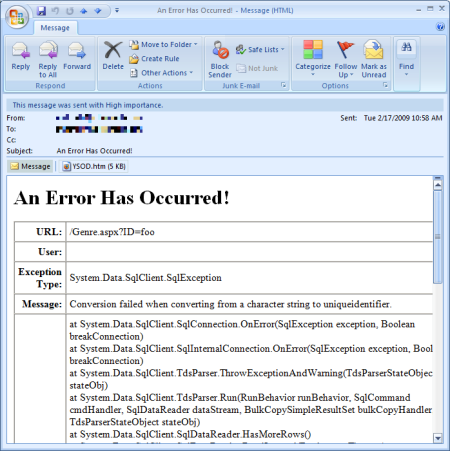 An Error Has Occurred! - Message (HTML)
Message
Reply
Reply to All
Forward
Respond
Delete
Move to Folder
Create Rule
Other Actions
Actions
Block Sender
Safe Lists
Not Junk
Junk E-mail
Categorize
Follow Up
Mark as Unread
Options
Find
This message was sent with High importance.
From:
Sent: Tue 2/17/2009 10:58 AM
To:
Cc:
Subject: An Error Has Occurred!
Message YSOD.htm (5 KB)
An Error Has Occurred!
URL: /Genre.aspx?ID=foo
User:
Exception Type: System.Data.SqlClient.SqlException
Message: Conversion failed when converting from a character string to uniqueidentifier.
at System.Data.SqlClient.SqlConnection.OnError(SqlException exception, Boolean
breakConnection)
at System.Data.SqlClient.SqlInternalConnection.OnError(SqlException exception, Bool
breakConnection)
at System.Data.SqlClient.TdsParser.ThrowExceptionAndWarning(TdsParserStateObjec
stateObj)
at System.Data.SqlClient.TdsParser.Run(RunBehavior runBehavior, SqlCommand
cmdHandler, SqlDataReader dataStream, BulkCopySimpleResultSet bulkCopyHandler
TdsParserStateObject stateObj)
at System.Data.SqlClient.SqlDataReader.HasMoreRows()